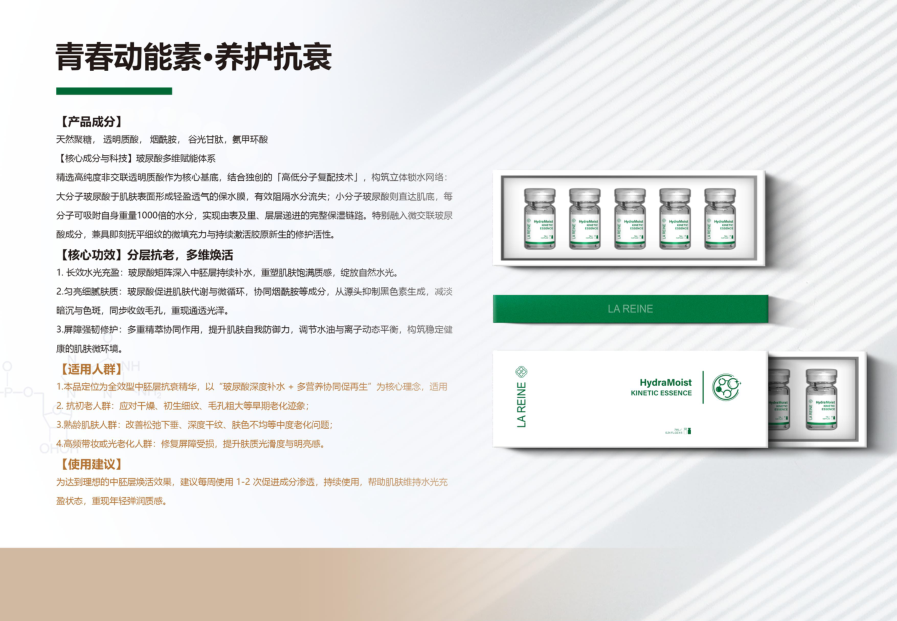 青春动能素•养护抗衰
【产品成分】
天然聚糖， 透明质酸， 烟酰胺， 谷光甘肽，氨甲环酸
【核心成分与科技】玻尿酸多维赋能体系
精选高纯度非交联透明质酸作为核心基底，结合独创的「高低分子复配技术」，构筑立体锁水网络：
大分子玻尿酸于肌肤表面形成轻盈透气的保水膜，有效阻隔水分流失；小分子玻尿酸则直达肌底，每
分子可吸附自身重量1000倍的水分，实现由表及里、层层递进的完整保湿链路。特别融入微交联玻尿
酸成分，兼具即刻抚平细纹的微填充力与持续激活胶原新生的修护活性。
【核心功效】分层抗老，多维焕活
1. 长效水光充盈：玻尿酸矩阵深入中胚层持续补水，重塑肌肤饱满质感，绽放自然水光。
2.匀亮细腻肤质：玻尿酸促进肌肤代谢与微循环，协同烟酰胺等成分，从源头抑制黑色素生成，减淡
暗沉与色斑，同步收敛毛孔，重现通透光泽。
3.屏障强韧修护：多重精萃协同作用，提升肌肤自我防御力，调节水油与离子动态平衡，构筑稳定健
康的肌肤微环境。
【适用人群】
1.本品定位为全效型中胚层抗衰精华，以“玻尿酸深度补水 + 多营养协同促再生”为核心理念，适用
2. 抗初老人群：应对干燥、初生细纹、毛孔粗大等早期老化迹象；
3.熟龄肌肤人群：改善松弛下垂、深度干纹、肤色不均等中度老化问题；
4.高频带妆或光老化人群：修复屏障受损，提升肤质光滑度与明亮感。
【使用建议】
为达到理想的中胚层焕活效果，建议每周使用 1-2 次促进成分渗透，持续使用，帮助肌肤维持水光充
盈状态，重现年轻弹润质感。
LA REINE
HydraMoist
KINETIC ESSENCE
LA REINE
HydraMoist
KINETIC ESSENCE
LA REINE
HydraMoist
KINETIC ESSENCE
LA REINE
HydraMoist
KINETIC ESSENCE
LA REINE
HydraMoist
KINETIC ESSENCE
LA REINE
LA REINE
HydraMoist
KINETIC ESSENCE
HydraMoist
KINETIC ESSENCE